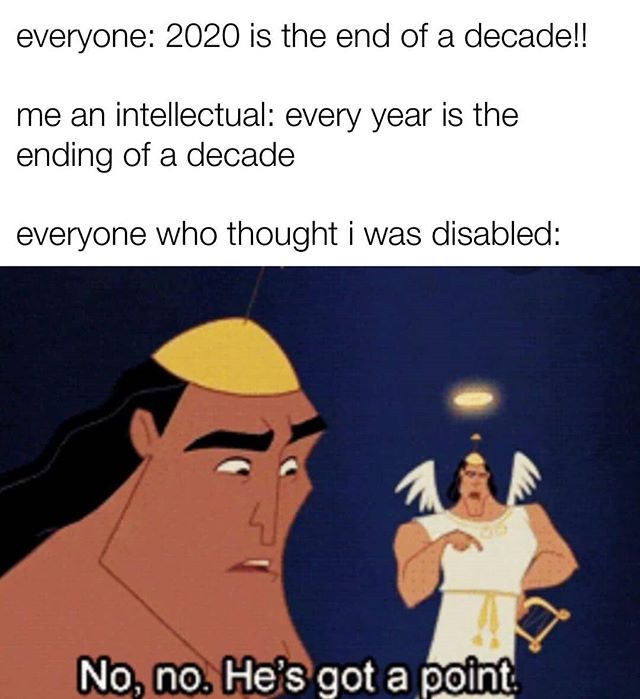 everyone: 2020 is the end of a decade!!
me an intellectual: every year is the
ending of a decade
everyone who thought i was disabled:
No, no. He's got a point.